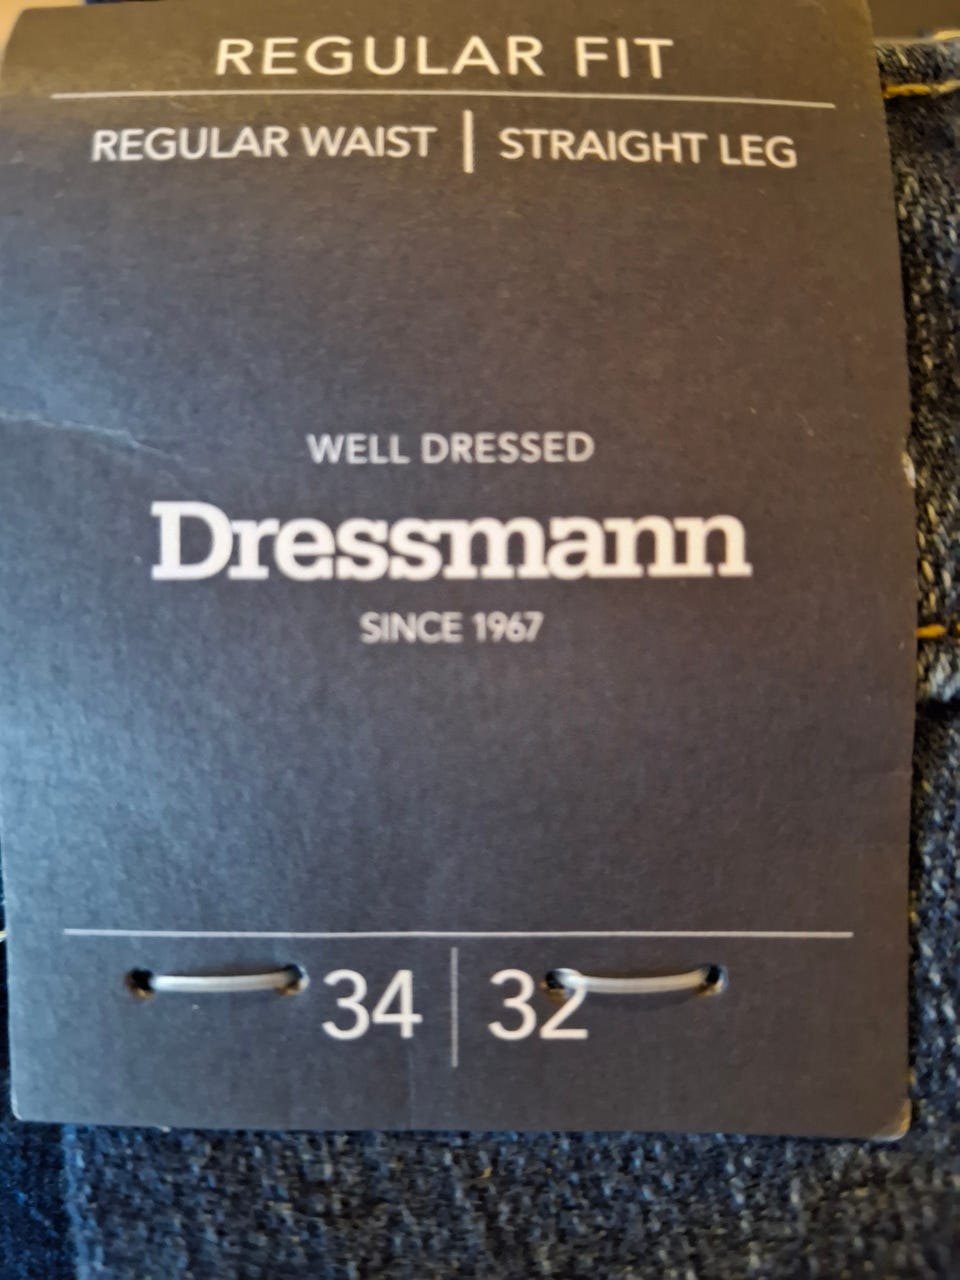 REGULAR FIT
REGULAR WAIST | STRAIGHT LEG
WELL DRESSED
Dressmann
SINCE 1967
34 | 32